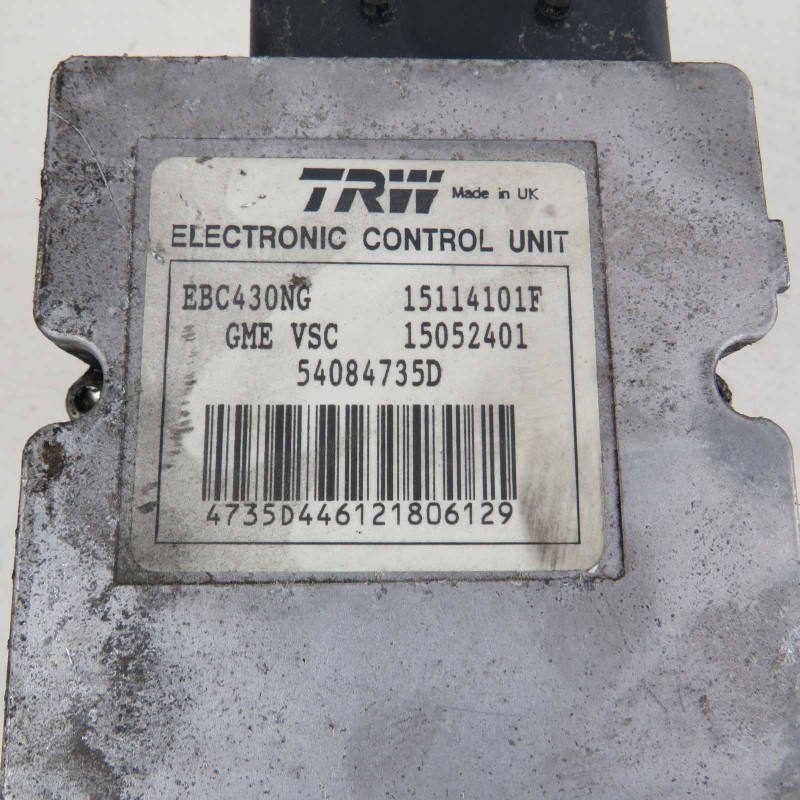 TRW Made in UK
ELECTRONIC CONTROL UNIT
EBC430NG 15114101F
GME VSC 15052401
54084735D
4735D446121806129